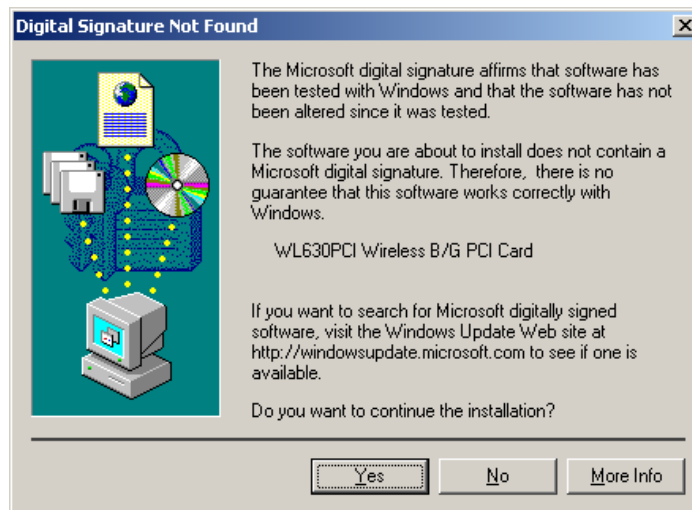 Digital Signature Not Found
The Microsoft digital signature affirms that software has
been tested with Windows and that the software has not
been altered since it was tested.
The software you are about to install does not contain a
Microsoft digital signature. Therefore,  there is no
guarantee that this software works correctly with
Windows.
WL630PCI Wireless B/G PCI Card
If you want to search for Microsoft digitally signed
software, visit the Windows Update Web site at
http://windowsupdate.microsoft.com to see if one is
available.
Do you want to continue the installation?
Yes No More Info